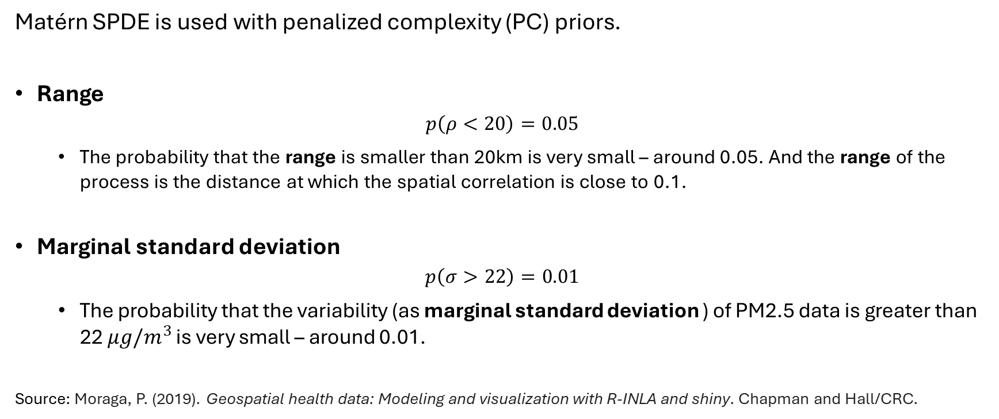 Matérn SPDE is used with penalized complexity (PC) priors.
• Range
p(ρ < 20) = 0.05
• The probability that the range is smaller than 20km is very small – around 0.05. And the range of the
process is the distance at which the spatial correlation is close to 0.1.
• Marginal standard deviation
p(σ > 22) = 0.01
• The probability that the variability (as marginal standard deviation) of PM2.5 data is greater than
22 μg/m³ is very small – around 0.01.
Source: Moraga, P. (2019). Geospatial health data: Modeling and visualization with R-INLA and shiny. Chapman and Hall/CRC.